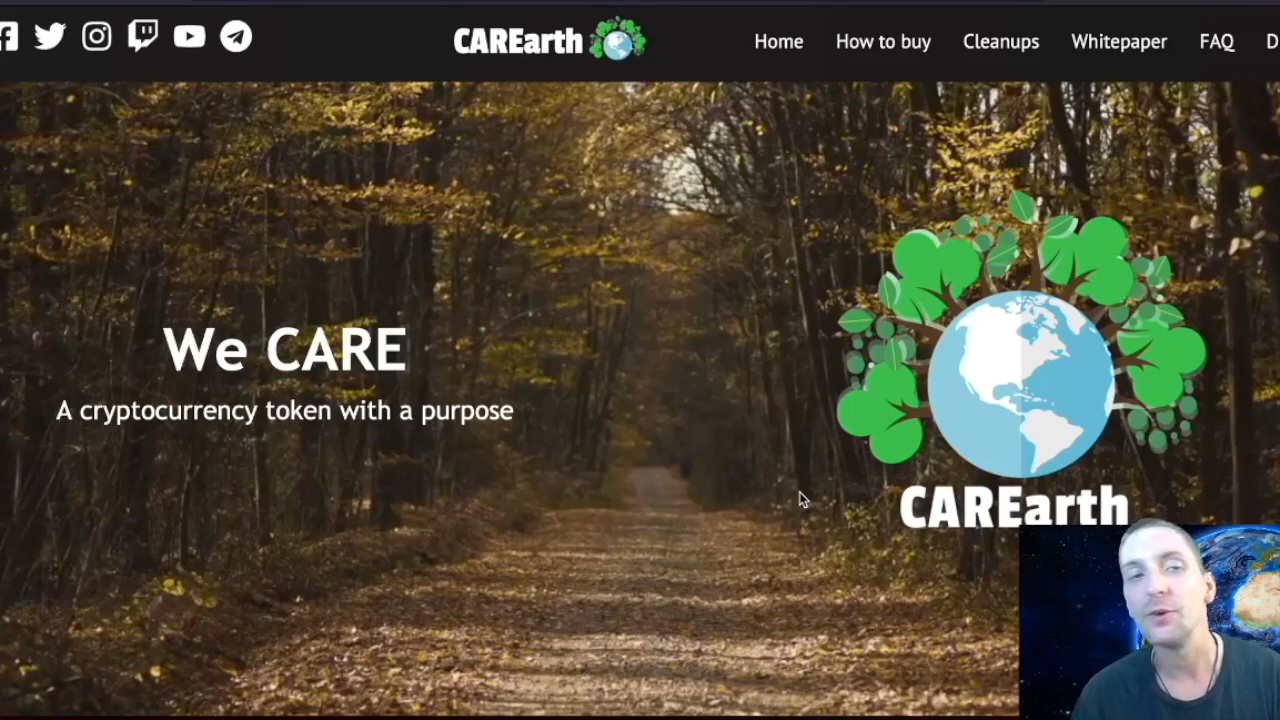 CAREarth
Home How to buy Cleanups Whitepaper FAQ D
We CARE
A cryptocurrency token with a purpose
CAREarth